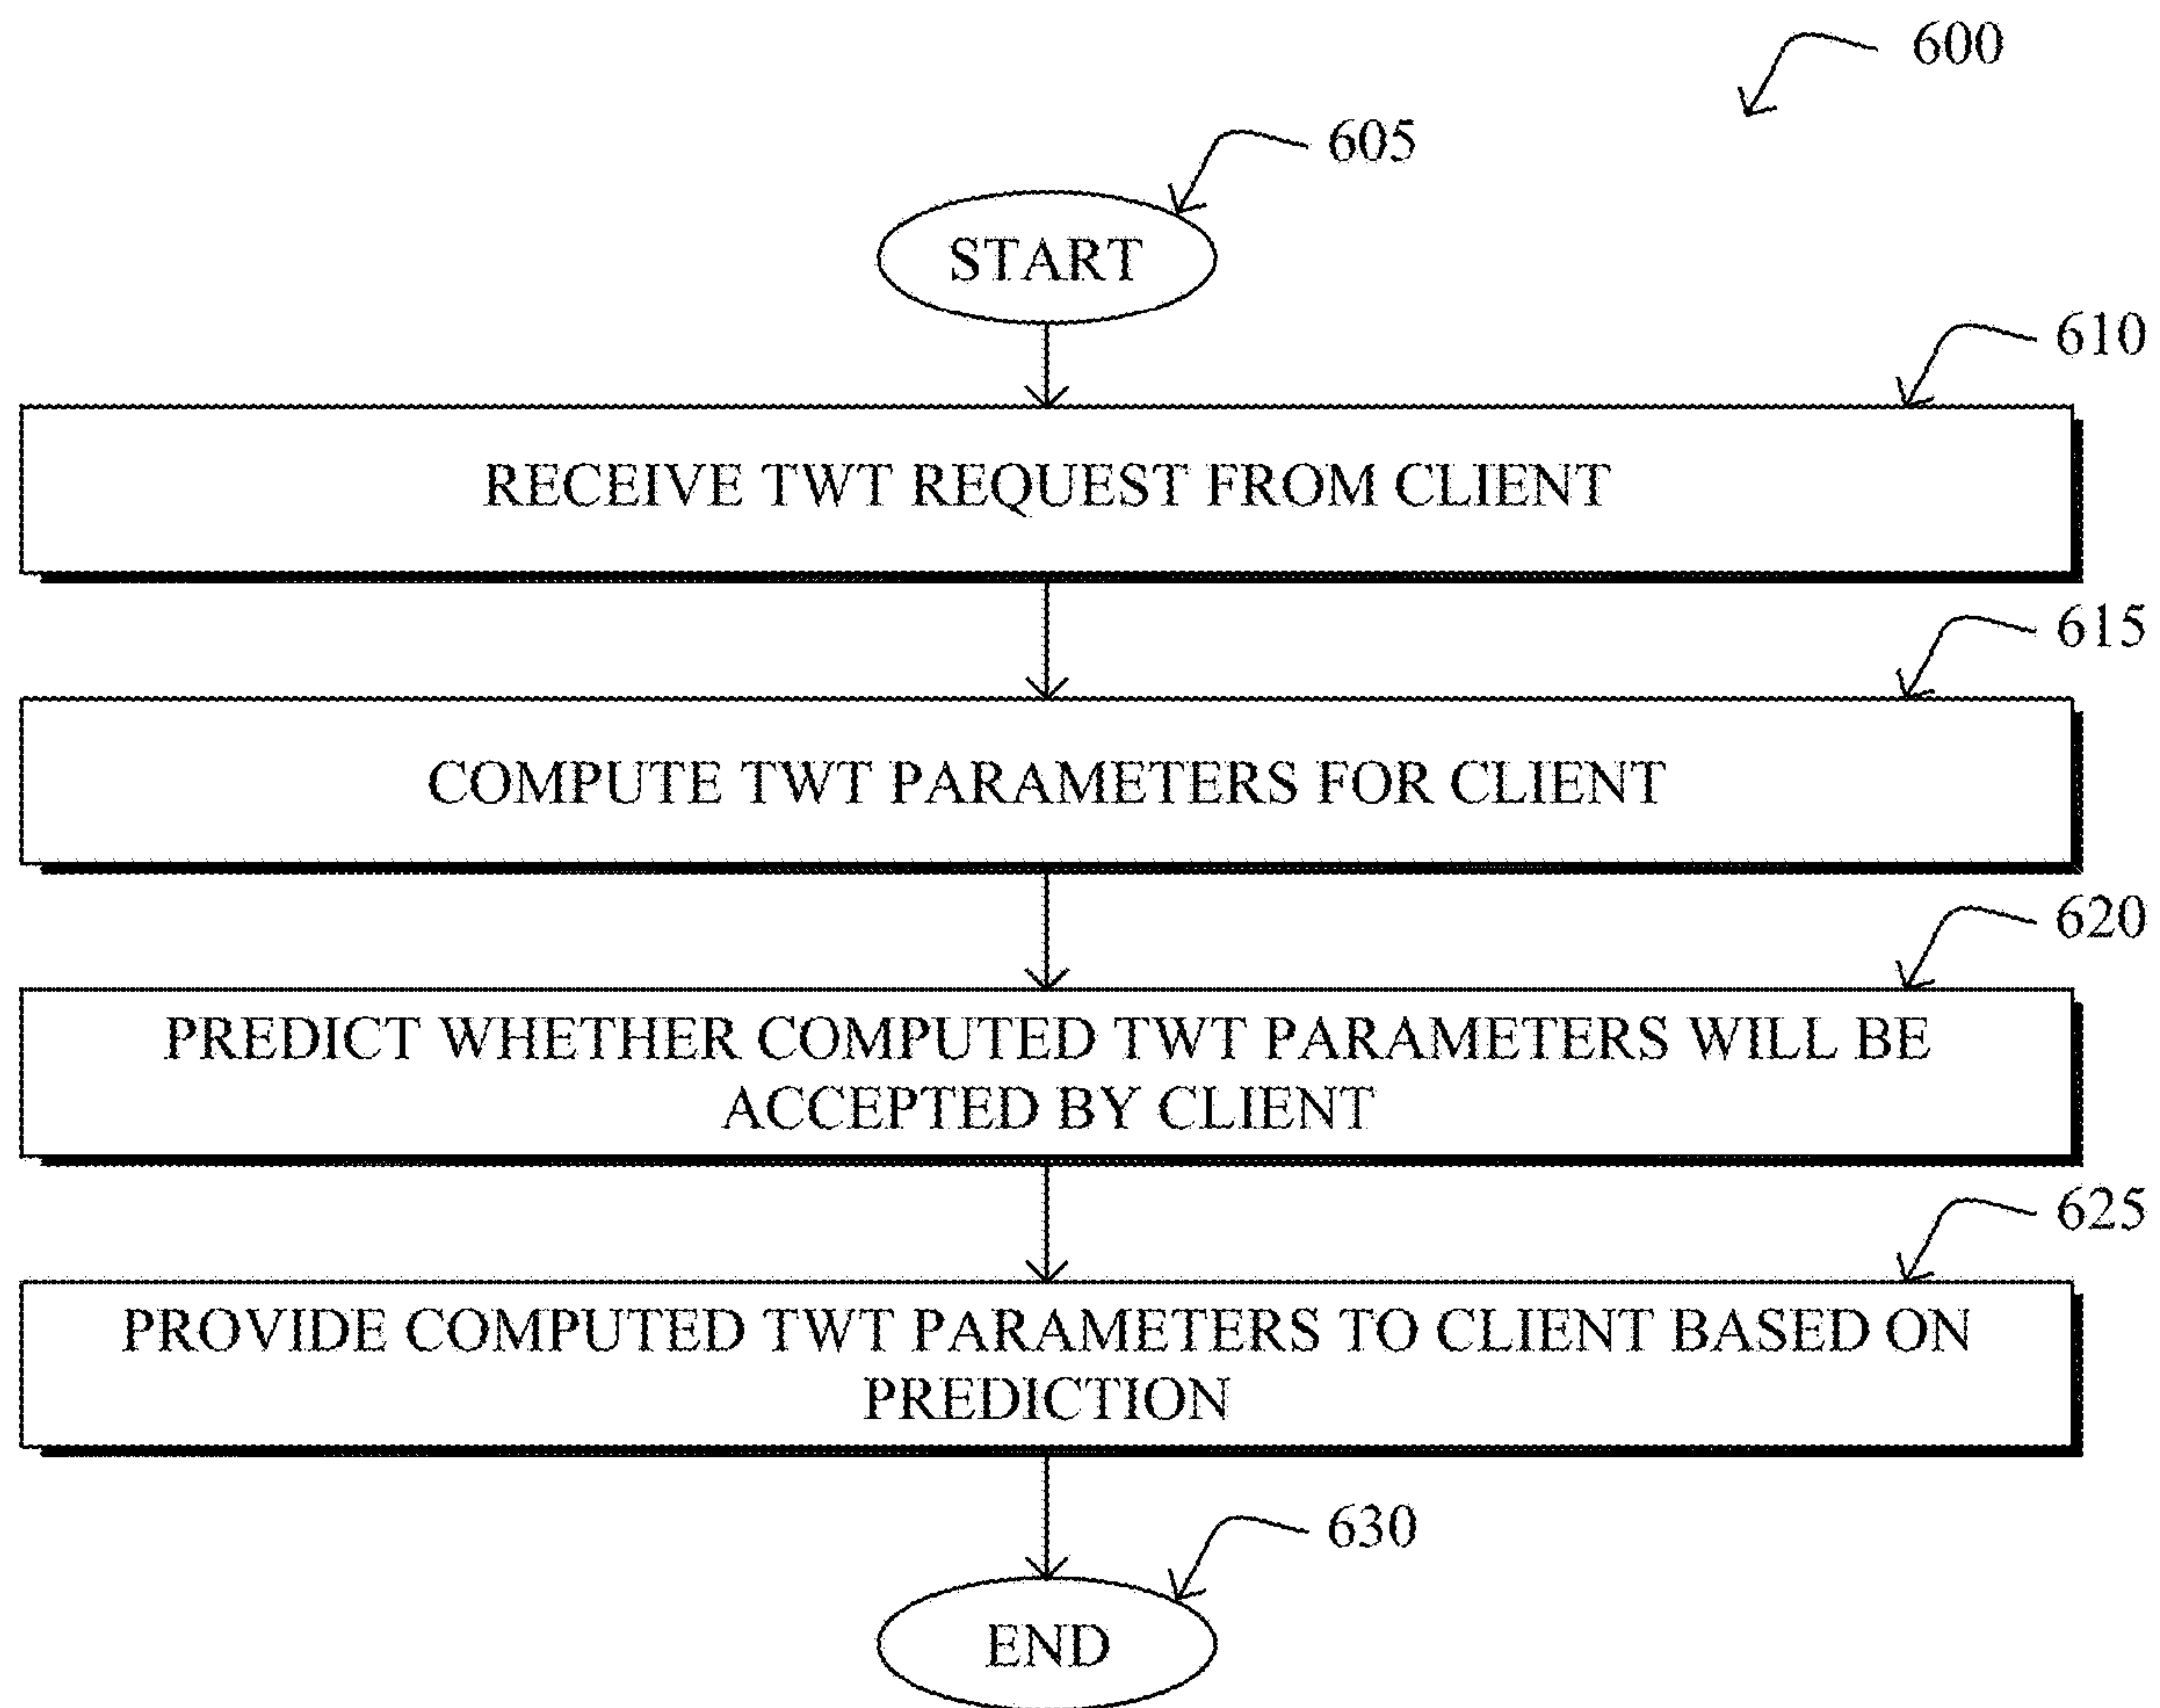 600
605
START
610
RECEIVE TWT REQUEST FROM CLIENT
615
COMPUTE TWT PARAMETERS FOR CLIENT
620
PREDICT WHETHER COMPUTED TWT PARAMETERS WILL BE
ACCEPTED BY CLIENT
625
PROVIDE COMPUTED TWT PARAMETERS TO CLIENT BASED ON
PREDICTION
630
END